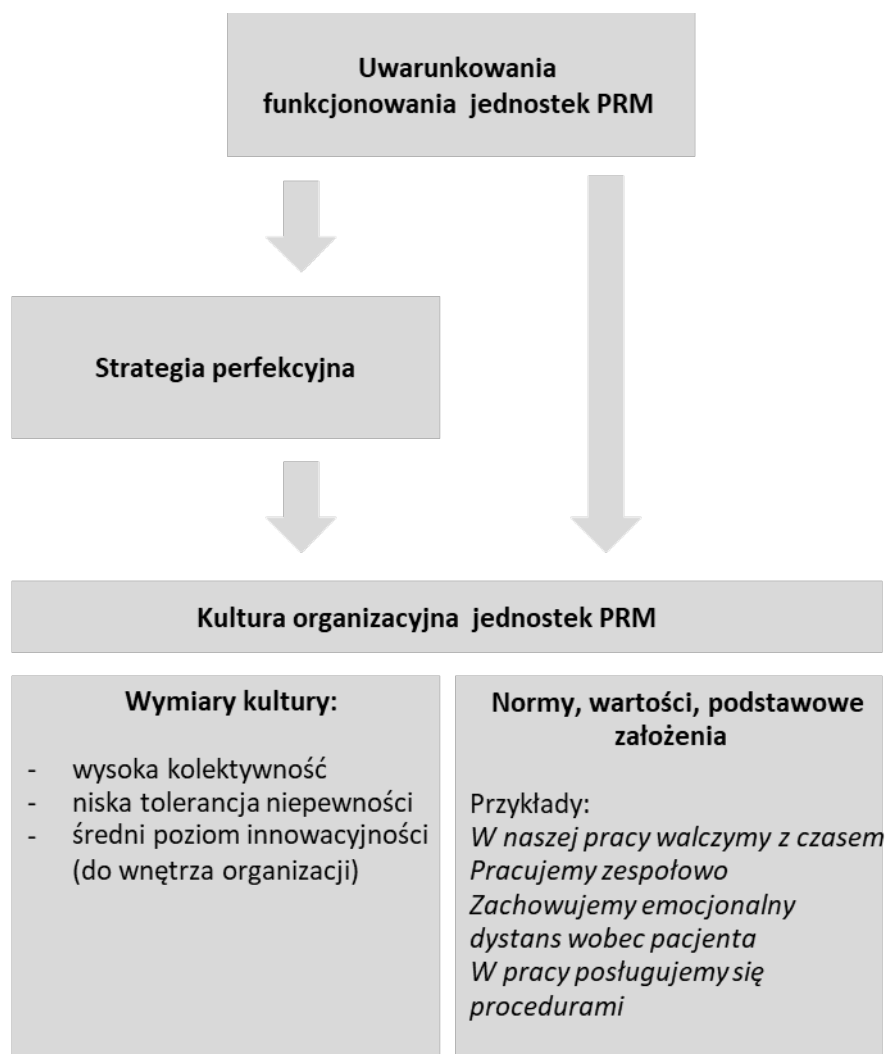 Uwarunkowania
funkcjonowania jednostek PRM
Strategia perfekcyjna
Kultura organizacyjna jednostek PRM
Wymiary kultury:
- wysoka kolektywność
- niska tolerancja niepewności
- średni poziom innowacyjności
(do wnętrza organizacji)
Normy, wartości, podstawowe
założenia
Przykłady:
W naszej pracy walczymy z czasem
Pracujemy zespołowo
Zachowujemy emocjonalny
dystans wobec pacjenta
W pracy posługujemy się
procedurami